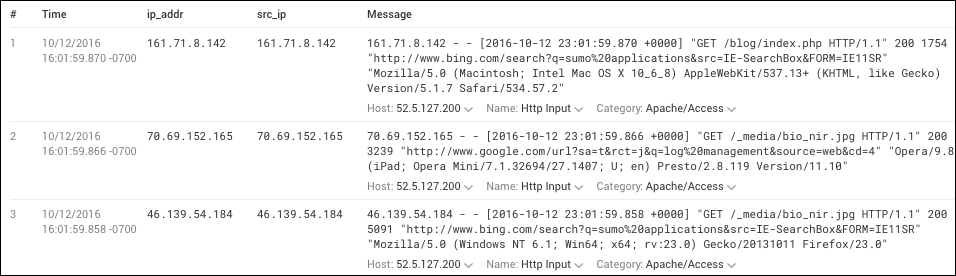 # Time ip_addr src_ip Message
1 10/12/2016 161.71.8.142 161.71.8.142 161.71.8.142 - - [2016-10-12 23:01:59.870 +0000] "GET /blog/index.php HTTP/1.1" 200 1754
16:01:59.870 -0700 "http://www.bing.com/search?q=sumo%20applications&src=IE-SearchBox&FORM=IE11SR"
"Mozilla/5.0 (Macintosh; Intel Mac OS X 10_6_8) AppleWebKit/537.13+ (KHTML, like Gecko)
Version/5.1.7 Safari/534.57.2"
Host: 52.5.127.200 Name: Http Input Category: Apache/Access
2 10/12/2016 70.69.152.165 70.69.152.165 70.69.152.165 - - [2016-10-12 23:01:59.866 +0000] "GET /_media/bio_nir.jpg HTTP/1.1" 200
16:01:59.866 -0700 3239 "http://www.google.com/url?sa=t&rct=j&q=log%20management&source=web&cd=4" "Opera/9.8
(iPad; Opera Mini/7.1.32694/27.1407; U; en) Presto/2.8.119 Version/11.10"
Host: 52.5.127.200 Name: Http Input Category: Apache/Access
3 10/12/2016 46.139.54.184 46.139.54.184 46.139.54.184 - - [2016-10-12 23:01:59.858 +0000] "GET /_media/bio_nir.jpg HTTP/1.1" 200
16:01:59.858 -0700 5091 "http://www.bing.com/search?q=sumo%20applications&src=IE-SearchBox&FORM=IE11SR"
"Mozilla/5.0 (Windows NT 6.1; Win64; x64; rv:23.0) Gecko/20131011 Firefox/23.0"
Host: 52.5.127.200 Name: Http Input Category: Apache/Access